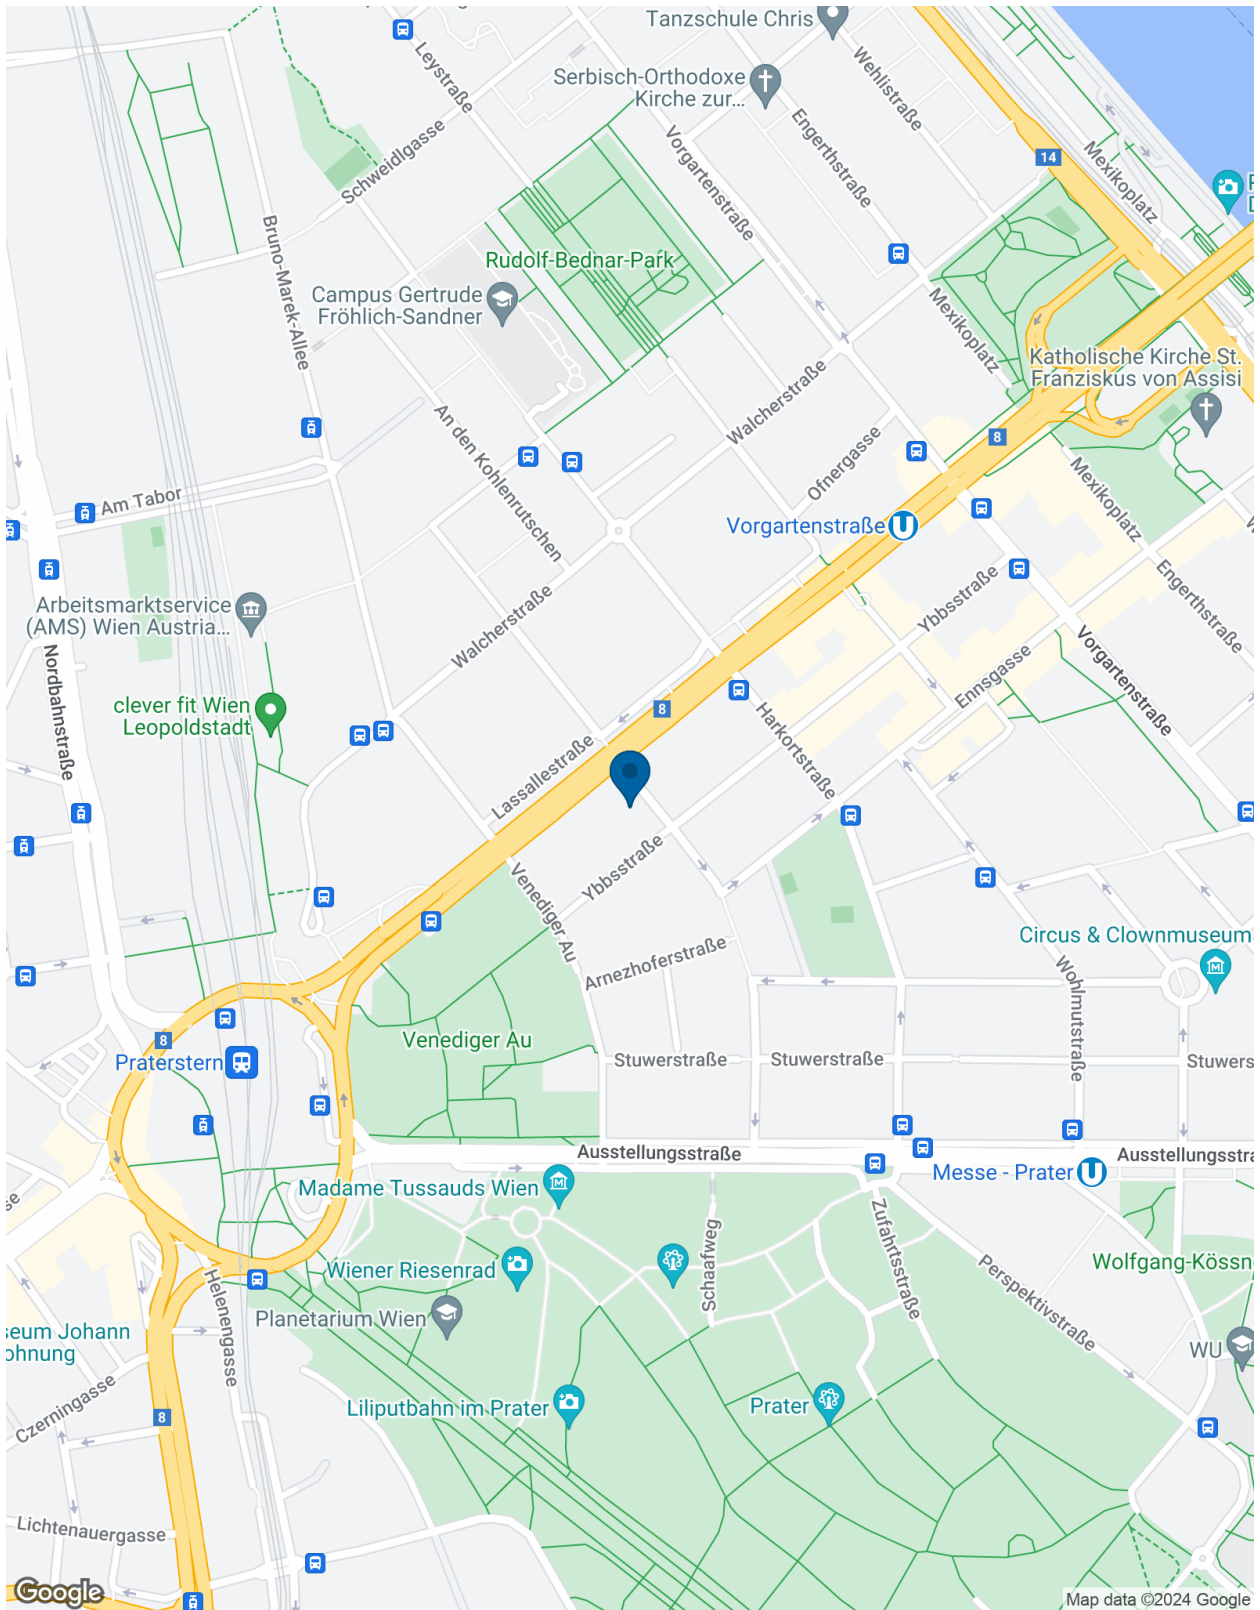 Tanzschule Chris
Leystraße
Serbisch-Orthodoxe
Kirche zur...
Wehlistraße
Engerthstraße
Vorgartenstraße
Schweidlgasse
14
Mexikoplatz
Bruno-Marek-Allee
Rudolf-Bednar-Park
Campus Gertrude
Fröhlich-Sandner
Mexikoplatz
Katholische Kirche St.
Franziskus von Assisi
Walcherstraße
An den Kohlenrutschen
8
Ofnergasse
Mexikoplatz
Am Tabor
Vorgartenstraße
U
Ybbsstraße
Engerthstraße
Arbeitsmarktservice
(AMS) Wien Austria...
Walcherstraße
Ennsgasse
Vorgartenstraße
Nordbahnstraße
clever fit Wien
Leopoldstadt
8
Harkortstraße
Lassallestraße
Ybbsstraße
Venediger Au
Arnezhoferstraße
Circus & Clownmuseum
M
Wohlmutstraße
8
Praterstern
Venediger Au
Stuwerstraße
Stuwerstraße
Stuwers
Ausstellungsstraße
Ausstellungsstra
Messe - Prater
U
Madame Tussauds Wien
M
Zufahrtsstraße
Schaafweg
Wiener Riesenrad
Perspektivstraße
Wolfgang-Kössn
Helenengasse
Planetarium Wien
seum Johann
ohnung
WU
Czerningasse
Liliputbahn im Prater
Prater
8
Lichtenauergasse
Google
Map data ©2024 Google